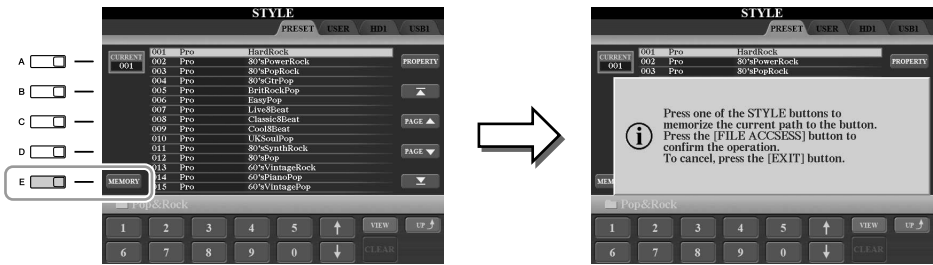 STYLE
PRESET USER HD1 USB1
A
B
C
D
E
CURRENT
001
001 Pro HardRock
002 Pro 80'sPowerRock
003 Pro 80'sPopRock
004 Pro 80'sGtrPop
005 Pro BritRockPop
006 Pro EasyPop
007 Pro Live8Beat
008 Pro Classic8Beat
009 Pro Cool8Beat
010 Pro UKSoulPop
011 Pro 80'sSynthRock
012 Pro 80'sPop
013 Pro 60'sVintageRock
014 Pro 60'sPianoPop
015 Pro 60'sVintagePop
PROPERTY
PAGE
PAGE
MEMORY
Pop&Rock
1 2 3 4 5 VIEW UP
6 7 8 9 0 CLEAR
STYLE
PRESET USER HD1 USB1
CURRENT
001
001 Pro HardRock
002 Pro 80'sPowerRock
003 Pro 80'sPopRock
PROPERTY
Press one of the STYLE buttons to
memorize the current path to the button.
Press the [FILE ACCSESS] button to
confirm the operation.
To cancel, press the [EXIT] button.
MEM
Pop&Rock
1 2 3 4 5 VIEW UP
6 7 8 9 0 CLEAR